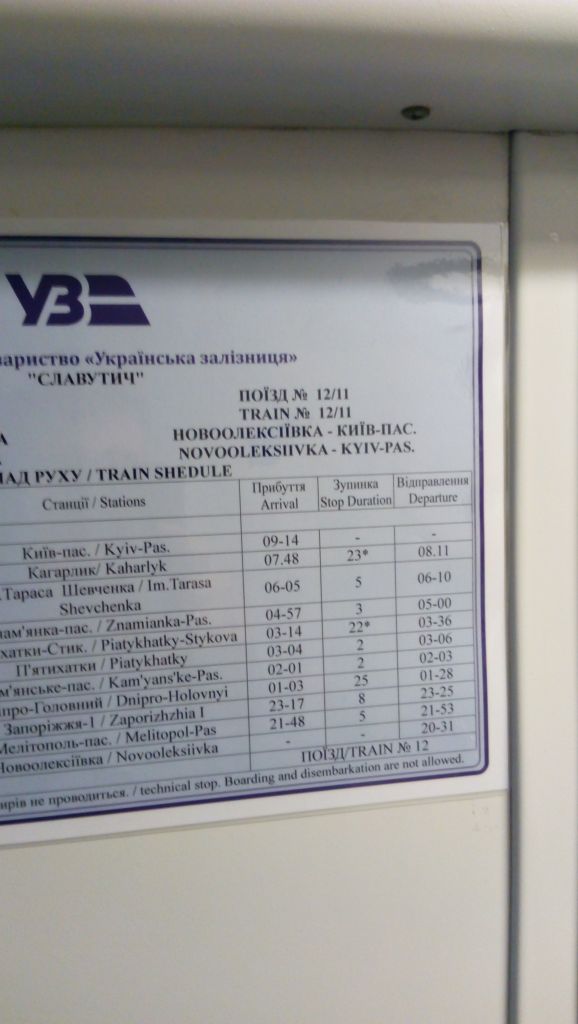 УЗ
«Українська залізниця»
"СЛАВУТИЧ"
ПОЇЗД № 12/11
TRAIN № 12/11
НОВООЛЕКСІЇВКА - КИЇВ-ПАС.
NOVOOLEKSIIVKA - KYIV-PAS.
РУХУ / TRAIN SHEDULE
Станції / Stations Прибуття Arrival Зупинка Stop Duration Відправлення Departure
Київ-пас. / Kyiv-Pas. 09-14 - -
Кагарлик/ Kaharlyk 07.48 23* 08.11
Тараса Шевченка / Im.Tarasa Shevchenka 06-05 5 06-10
ам'янка-пас. / Znamianka-Pas. 04-57 3 05-00
хатки-Стик. / Piatykhatky-Stykova 03-14 22* 03-36
П'ятихатки / Piatykhatky 03-04 2 03-06
м'янське-пас. / Kam'yans'ke-Pas. 02-01 2 02-03
іпро-Головний / Dnipro-Holovnyi 01-03 25 01-28
Запоріжжя-1 / Zaporizhzhia I 23-17 8 23-25
Мелітополь-пас. / Melitopol-Pas 21-48 5 21-53
Новоолексіївка / Novooleksiivka - - 20-31
ПОЇЗД/TRAIN № 12
ирів не проводиться. / technical stop. Boarding and disembarkation are not allowed.